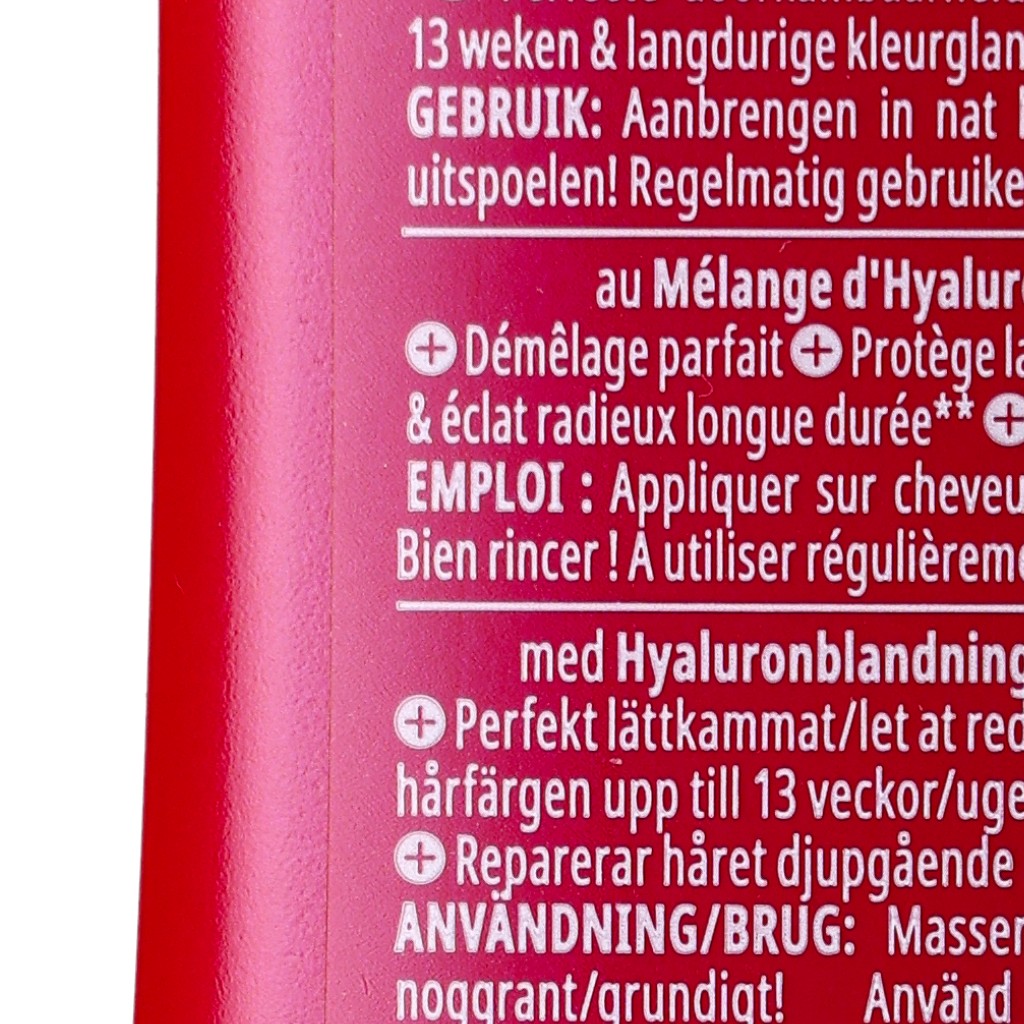 13 weken & langdurige kleurglan
GEBRUIK: Aanbrengen in nat
uitspoelen! Regelmatig gebruike
au Mélange d'Hyalur
Démêlage parfait Protège la
& éclat radieux longue durée**
EMPLOI : Appliquer sur cheveu
Bien rincer ! A utiliser régulièreme
med Hyaluronblandning
Perfekt lättkammat/let at red
hårfärgen upp till 13 veckor/uge
Reparerar håret djupgående
ANVÄNDNING/BRUG: Masser
noggrant/grundigt! Använd